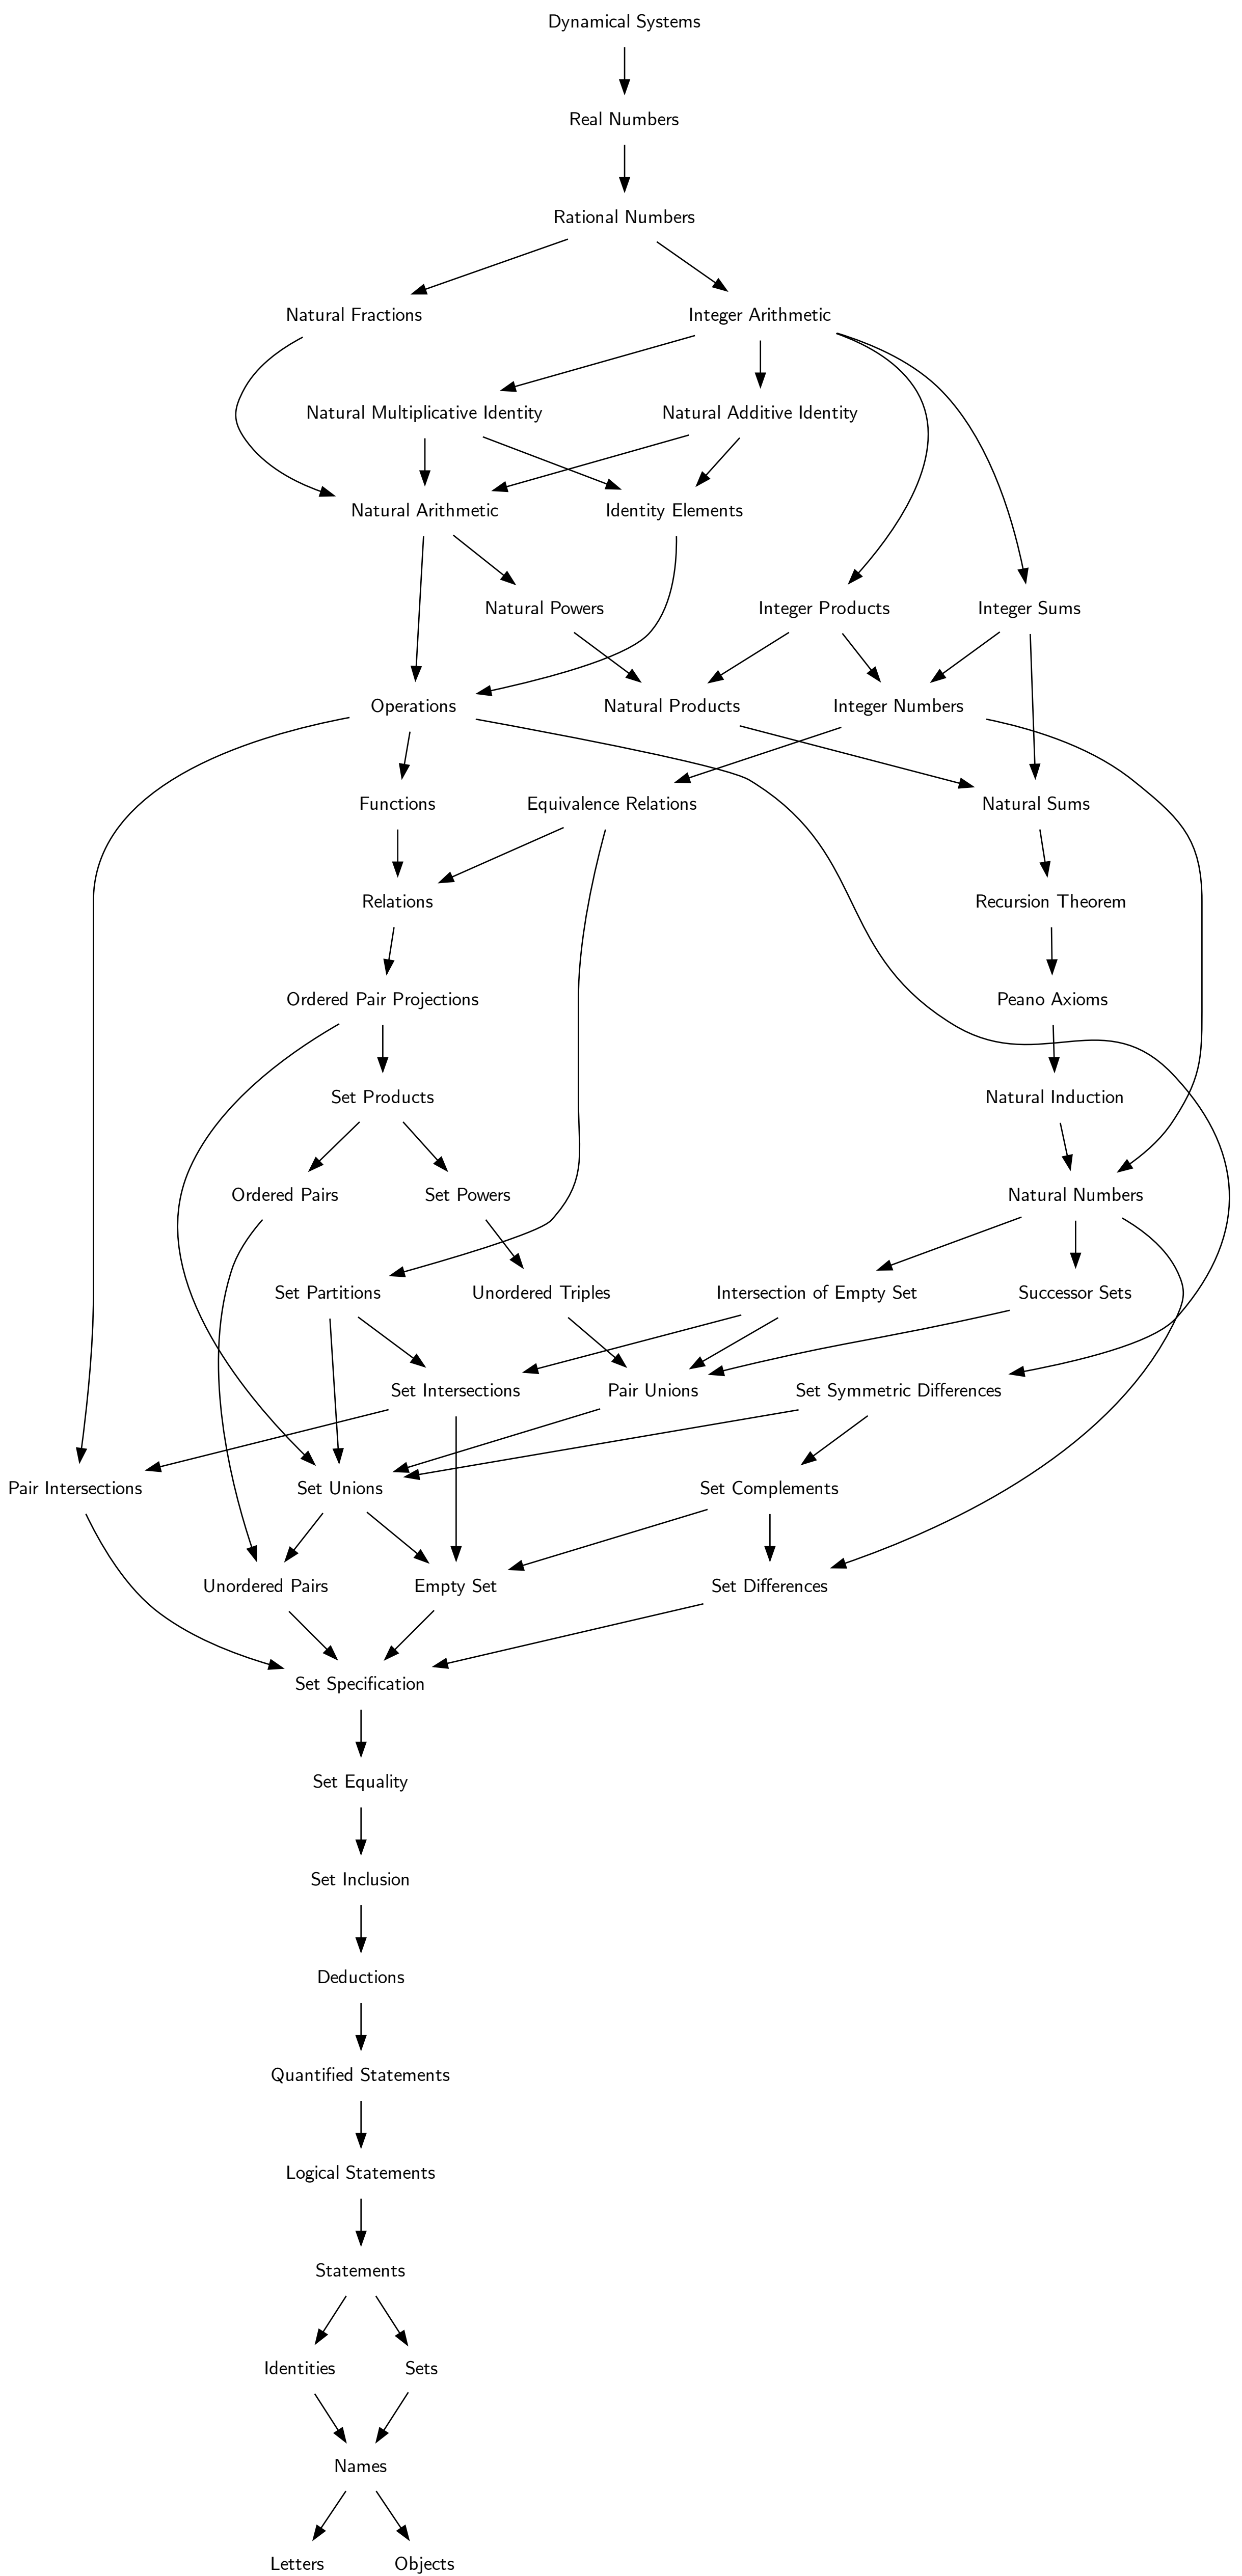 Dynamical Systems
Real Numbers
Rational Numbers
Natural Fractions
Integer Arithmetic
Natural Multiplicative Identity
Natural Additive Identity
Natural Arithmetic
Identity Elements
Natural Powers
Integer Products
Integer Sums
Operations
Natural Products
Integer Numbers
Functions
Equivalence Relations
Natural Sums
Relations
Recursion Theorem
Ordered Pair Projections
Peano Axioms
Set Products
Natural Induction
Ordered Pairs
Set Powers
Natural Numbers
Set Partitions
Unordered Triples
Intersection of Empty Set
Successor Sets
Set Intersections
Pair Unions
Set Symmetric Differences
Pair Intersections
Set Unions
Set Complements
Unordered Pairs
Empty Set
Set Differences
Set Specification
Set Equality
Set Inclusion
Deductions
Quantified Statements
Logical Statements
Statements
Identities
Sets
Names
Letters
Objects